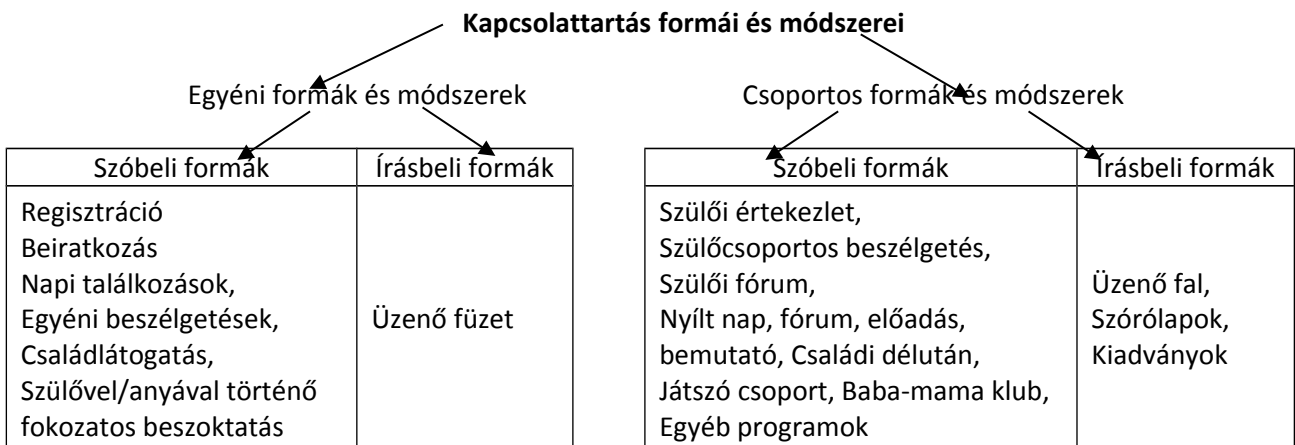 Kapcsolattartás formái és módszerei
Egyéni formák és módszerek
Csoportos formák és módszerek
Szóbeli formák
Írásbeli formák
Regisztráció
Beiratkozás
Napi találkozások,
Egyéni beszélgetések,
Családlátogatás,
Szülővel/anyával történő
fokozatos beszoktatás
Üzenő füzet
Szóbeli formák
Írásbeli formák
Szülői értekezlet,
Szülőcsoportos beszélgetés,
Szülői fórum,
Nyílt nap, fórum, előadás,
bemutató, Családi délután,
Játszó csoport, Baba-mama klub,
Egyéb programok
Üzenő fal,
Szórólapok,
Kiadványok